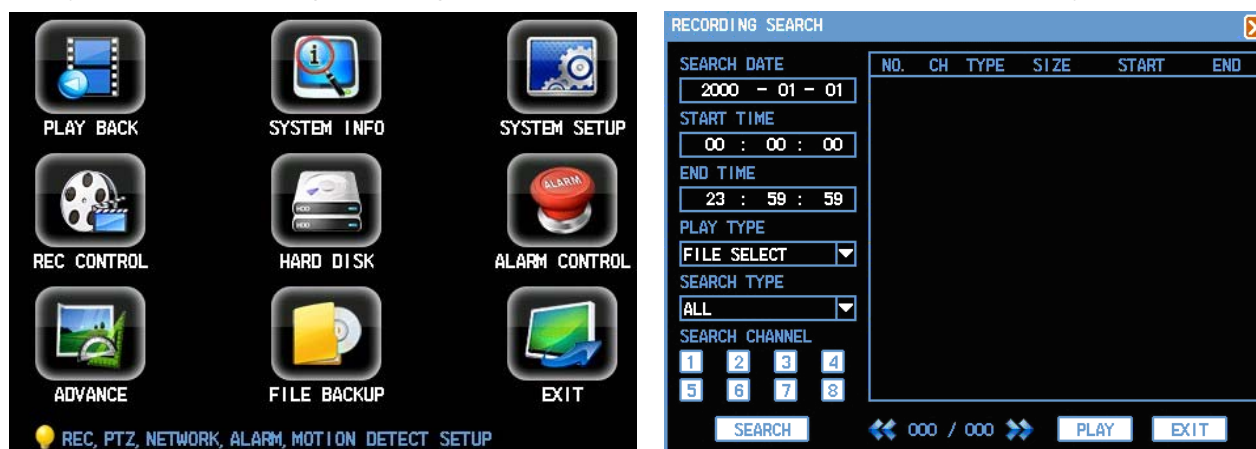 PLAY BACK SYSTEM INFO SYSTEM SETUP
ALARM
HDD
HDD
REC CONTROL HARD DISK ALARM CONTROL
ADVANCE FILE BACKUP EXIT
REC, PTZ, NETWORK, ALARM, MOTION DETECT SETUP
RECORDING SEARCH
SEARCH DATE
2000 - 01 - 01
START TIME
00 : 00 : 00
END TIME
23 : 59 : 59
PLAY TYPE
FILE SELECT
SEARCH TYPE
ALL
SEARCH CHANNEL
1 2 3 4
5 6 7 8
SEARCH
NO. CH TYPE SIZE START END
000 / 000 PLAY EXIT